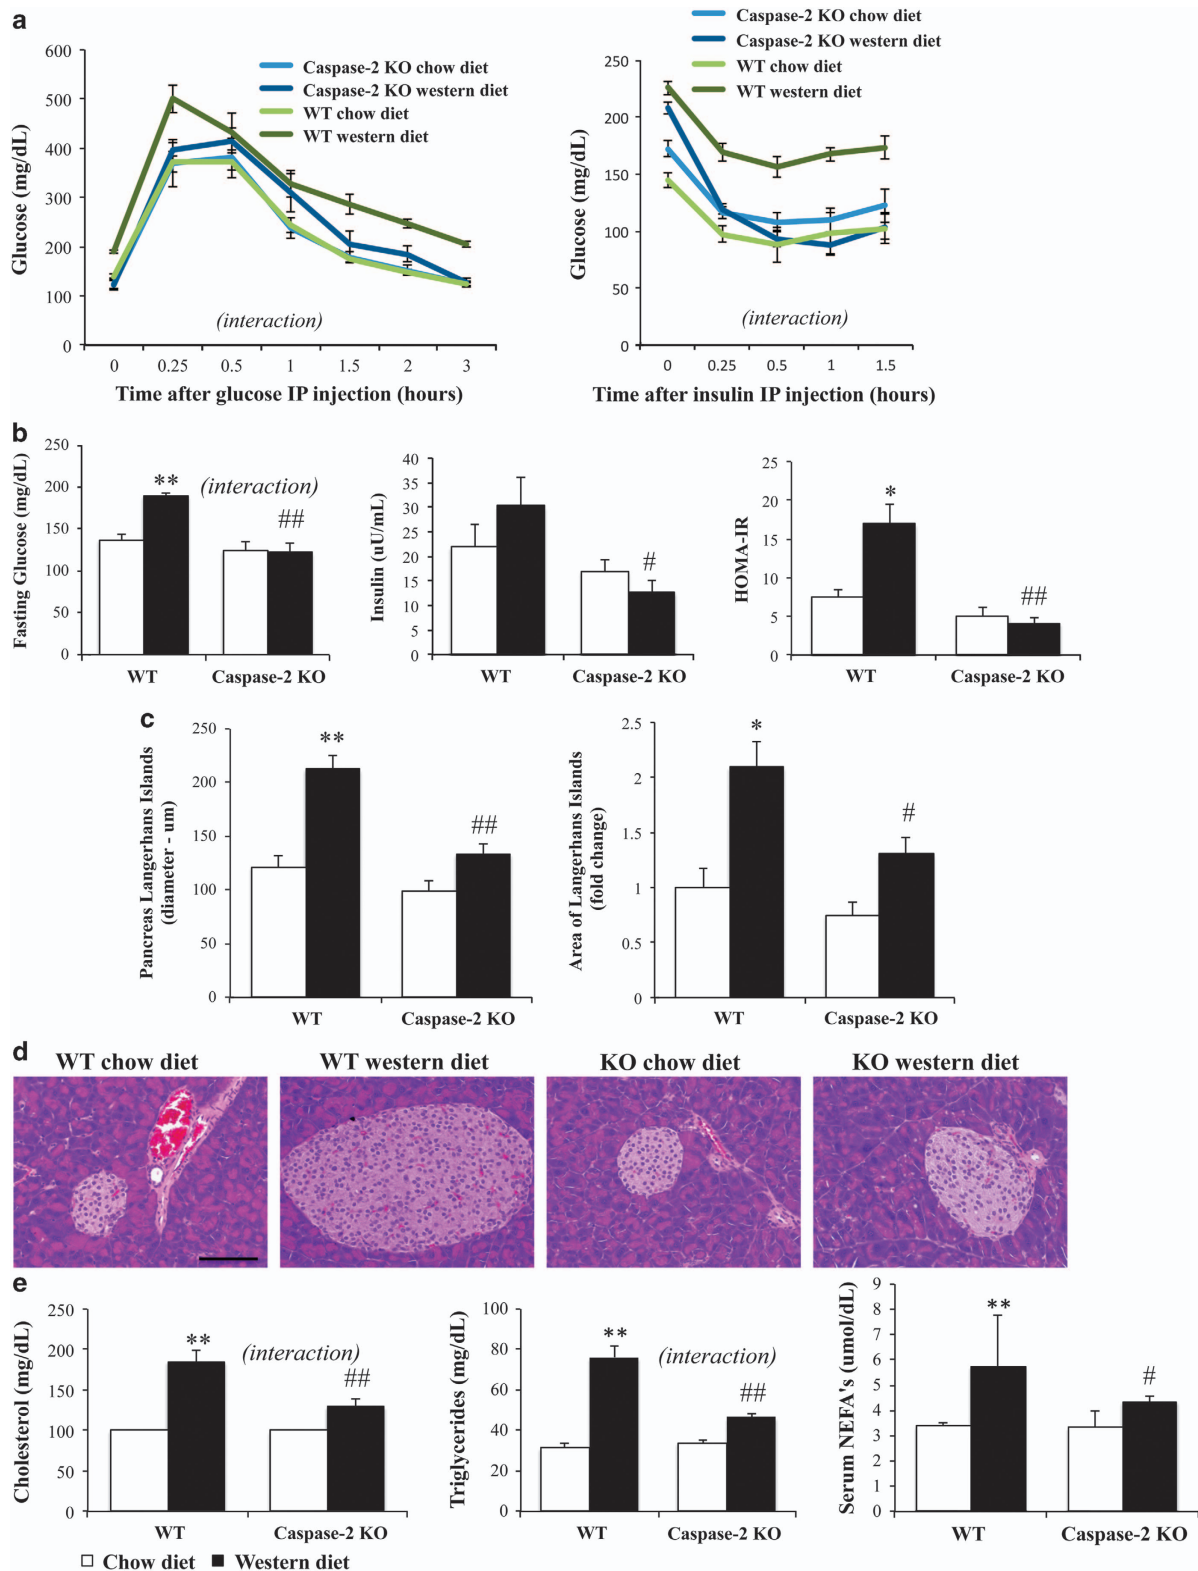 a
600
500
400
300
200
100
0
Glucose (mg/dL)
Caspase-2 KO chow diet
Caspase-2 KO western diet
WT chow diet
WT western diet
(interaction)
0 0.25 0.5 1 1.5 2 3
Time after glucose IP injection (hours)
Caspase-2 KO chow diet
Caspase-2 KO western diet
WT chow diet
WT western diet
250
200
150
100
50
0
Glucose (mg/dL)
(interaction)
0 0.25 0.5 1 1.5
Time after insulin IP injection (hours)
b
250
200
150
100
50
0
Fasting Glucose (mg/dL)
**
(interaction)
##
WT Caspase-2 KO
40
35
30
25
20
15
10
5
0
Insulin (uU/mL)
#
WT Caspase-2 KO
25
20
15
10
5
0
HOMA-IR
*
##
WT Caspase-2 KO
c
250
200
150
100
50
0
Pancreas Langerhans Islands
(diameter - um)
**
##
WT Caspase-2 KO
2.5
2
1.5
1
0.5
0
Area of Langerhans Islands
(fold change)
*
#
WT Caspase-2 KO
d
WT chow diet WT western diet KO chow diet KO western diet
e
250
200
150
100
50
0
Cholesterol (mg/dL)
**
(interaction)
##
WT Caspase-2 KO
100
80
60
40
20
0
Triglycerides (mg/dL)
**
(interaction)
##
WT Caspase-2 KO
9
8
7
6
5
4
3
2
1
0
Serum NEFA's (umol/dL)
**
#
WT Caspase-2 KO
Chow diet Western diet